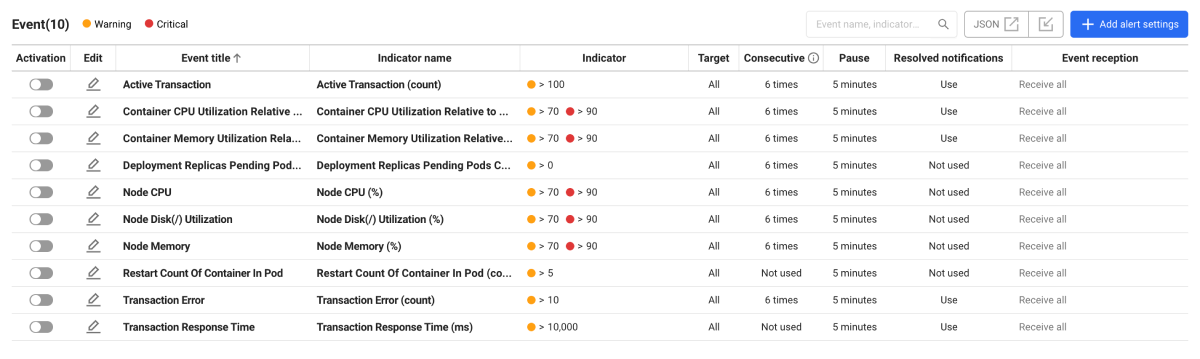 Event(10) Warning Critical Event name, indicator... JSON Add alert settings
Activation Edit Event title Indicator name Indicator Target Consecutive Pause Resolved notifications Event reception
Active Transaction Active Transaction (count) > 100 All 6 times 5 minutes Use Receive all
Container CPU Utilization Relative ... Container CPU Utilization Relative to ... > 70 > 90 All 6 times 5 minutes Use Receive all
Container Memory Utilization Rela... Container Memory Utilization Relative... > 70 > 90 All 6 times 5 minutes Use Receive all
Deployment Replicas Pending Pod... Deployment Replicas Pending Pods C... > 0 All 6 times 5 minutes Not used Receive all
Node CPU Node CPU (%) > 70 > 90 All 6 times 5 minutes Not used Receive all
Node Disk(/) Utilization Node Disk(/) Utilization (%) > 70 > 90 All 6 times 5 minutes Not used Receive all
Node Memory Node Memory (%) > 70 > 90 All 6 times 5 minutes Not used Receive all
Restart Count Of Container In Pod Restart Count Of Container In Pod (co... > 5 All Not used 5 minutes Not used Receive all
Transaction Error Transaction Error (count) > 10 All 6 times 5 minutes Use Receive all
Transaction Response Time Transaction Response Time (ms) > 10,000 All Not used 5 minutes Use Receive all